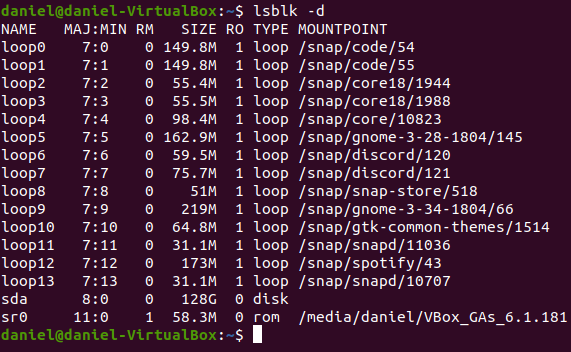 daniel@daniel-VirtualBox:~$ lsblk -d
NAME   MAJ:MIN RM   SIZE RO TYPE MOUNTPOINT
loop0    7:0    0 149.8M  1 loop /snap/code/54
loop1    7:1    0 149.8M  1 loop /snap/code/55
loop2    7:2    0  55.4M  1 loop /snap/core18/1944
loop3    7:3    0  55.5M  1 loop /snap/core18/1988
loop4    7:4    0  98.4M  1 loop /snap/core/10823
loop5    7:5    0 162.9M  1 loop /snap/gnome-3-28-1804/145
loop6    7:6    0  59.5M  1 loop /snap/discord/120
loop7    7:7    0  75.7M  1 loop /snap/discord/121
loop8    7:8    0    51M  1 loop /snap/snap-store/518
loop9    7:9    0   219M  1 loop /snap/gnome-3-34-1804/66
loop10   7:10   0  64.8M  1 loop /snap/gtk-common-themes/1514
loop11   7:11   0  31.1M  1 loop /snap/snapd/11036
loop12   7:12   0   173M  1 loop /snap/spotify/43
loop13   7:13   0  31.1M  1 loop /snap/snapd/10707
sda      8:0    0   128G  0 disk
sr0     11:0    1  58.3M  0 rom  /media/daniel/VBox_GAs_6.1.181
daniel@daniel-VirtualBox:~$